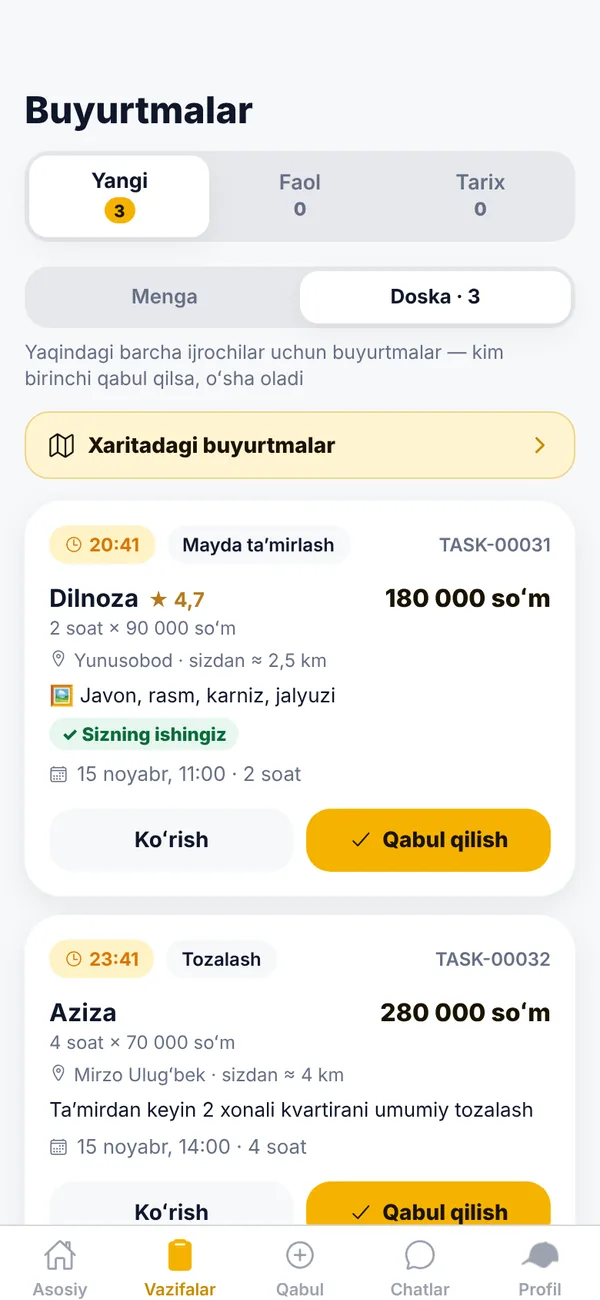 Buyurtmalar
Yangi
3
Faol
0
Tarix
0
Menga
Doska · 3
Yaqindagi barcha ijrochilar uchun buyurtmalar — kim
birinchi qabul qilsa, oʻsha oladi
Xaritadagi buyurtmalar
20:41
Mayda taʼmirlash
TASK-00031
Dilnoza ★ 4,7
180 000 soʻm
2 soat × 90 000 soʻm
Yunusobod · sizdan ≈ 2,5 km
Javon, rasm, karniz, jalyuzi
✓ Sizning ishingiz
15 noyabr, 11:00 · 2 soat
Koʻrish
Qabul qilish
23:41
Tozalash
TASK-00032
Aziza
280 000 soʻm
4 soat × 70 000 soʻm
Mirzo Ulugʻbek · sizdan ≈ 4 km
Taʼmirdan keyin 2 xonali kvartirani umumiy tozalash
15 noyabr, 14:00 · 4 soat
Koʻrish
Qabul qilish
Asosiy
Vazifalar
Qabul
Chatlar
Profil